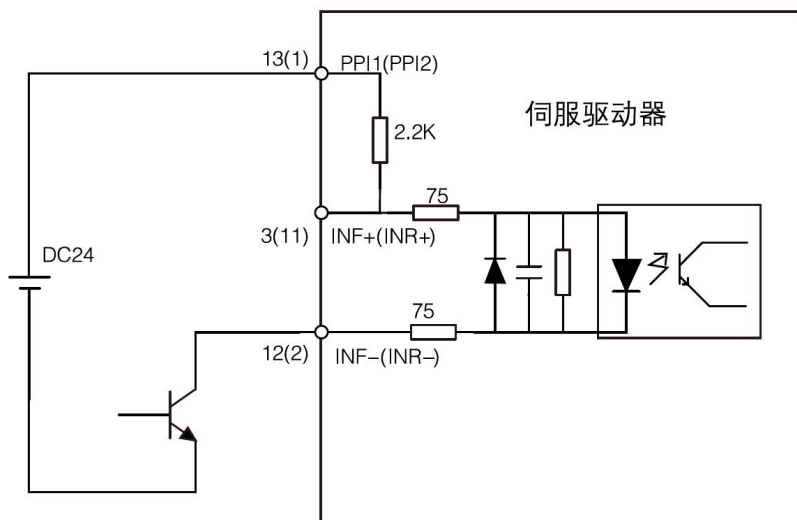 13(1)
PPI1(PPI2)
伺服驱动器
2.2K
75
3(11)
INF+(INR+)
DC24
75
12(2)
INF-(INR-)